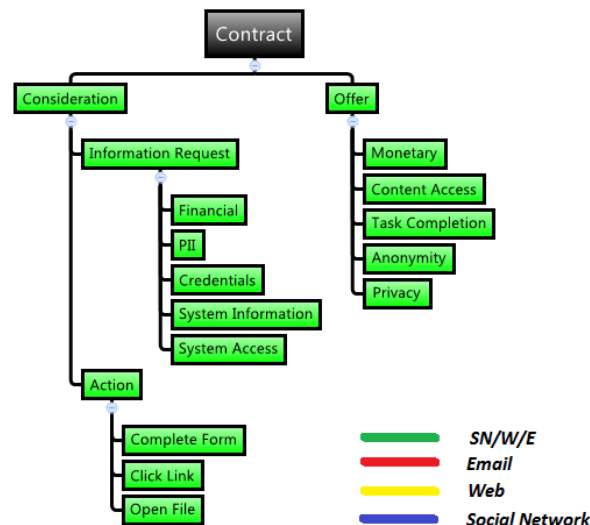 Contract
Consideration
Offer
Information Request
Financial
PII
Credentials
System Information
System Access
Action
Complete Form
Click Link
Open File
Monetary
Content Access
Task Completion
Anonymity
Privacy
SN/W/E
Email
Web
Social Network